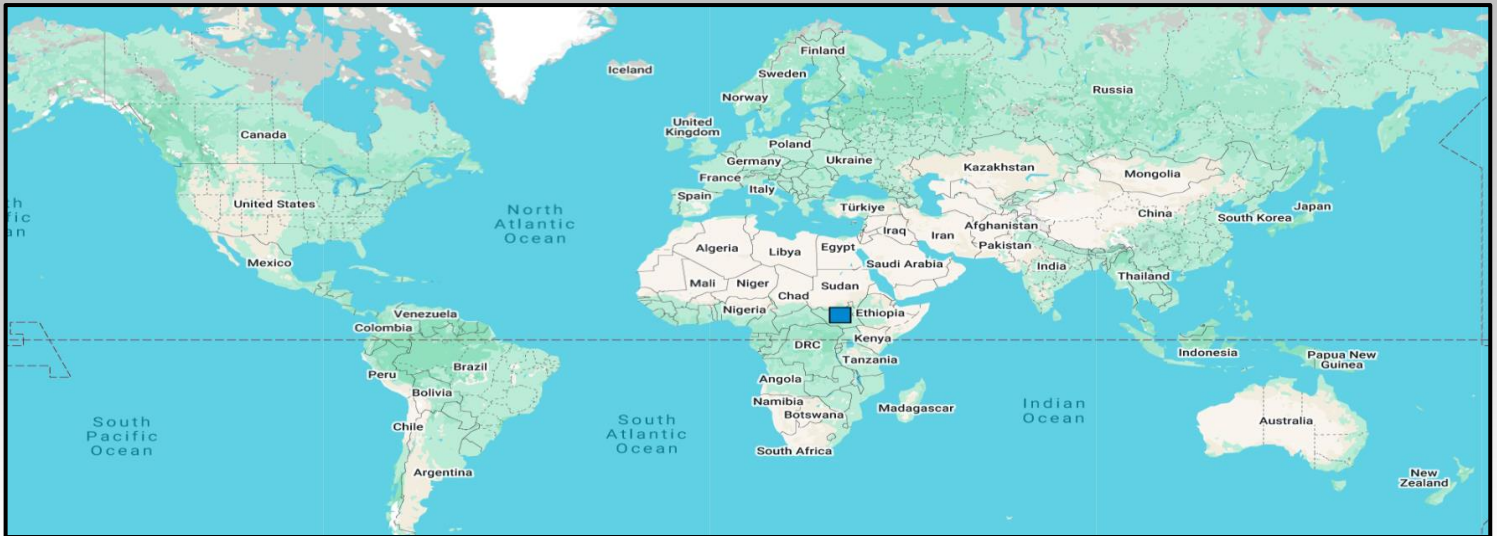 Finland
Iceland
Sweden
Russia
Norway
United
Kingdom
Canada
Poland
Germany
Ukraine
Kazakhstan
Mongolia
France
Italy
Spain
United States
North
Atlantic
Ocean
Türkiye
China
South Korea
Japan
Iraq
Iran
Afghanistan
Pakistan
Algeria
Libya
Egypt
Saudi Arabia
Mexico
India
Thailand
Mali
Niger
Chad
Sudan
Venezuela
Nigeria
Ethiopia
Colombia
Kenya
DRC
Indonesia
Papua New
Guinea
Tanzania
Peru
Brazil
Angola
Bolivia
Namibia
Botswana
Madagascar
Indian
Ocean
South
Pacific
Ocean
Chile
South
Atlantic
Ocean
Australia
South Africa
Argentina
New
Zealand